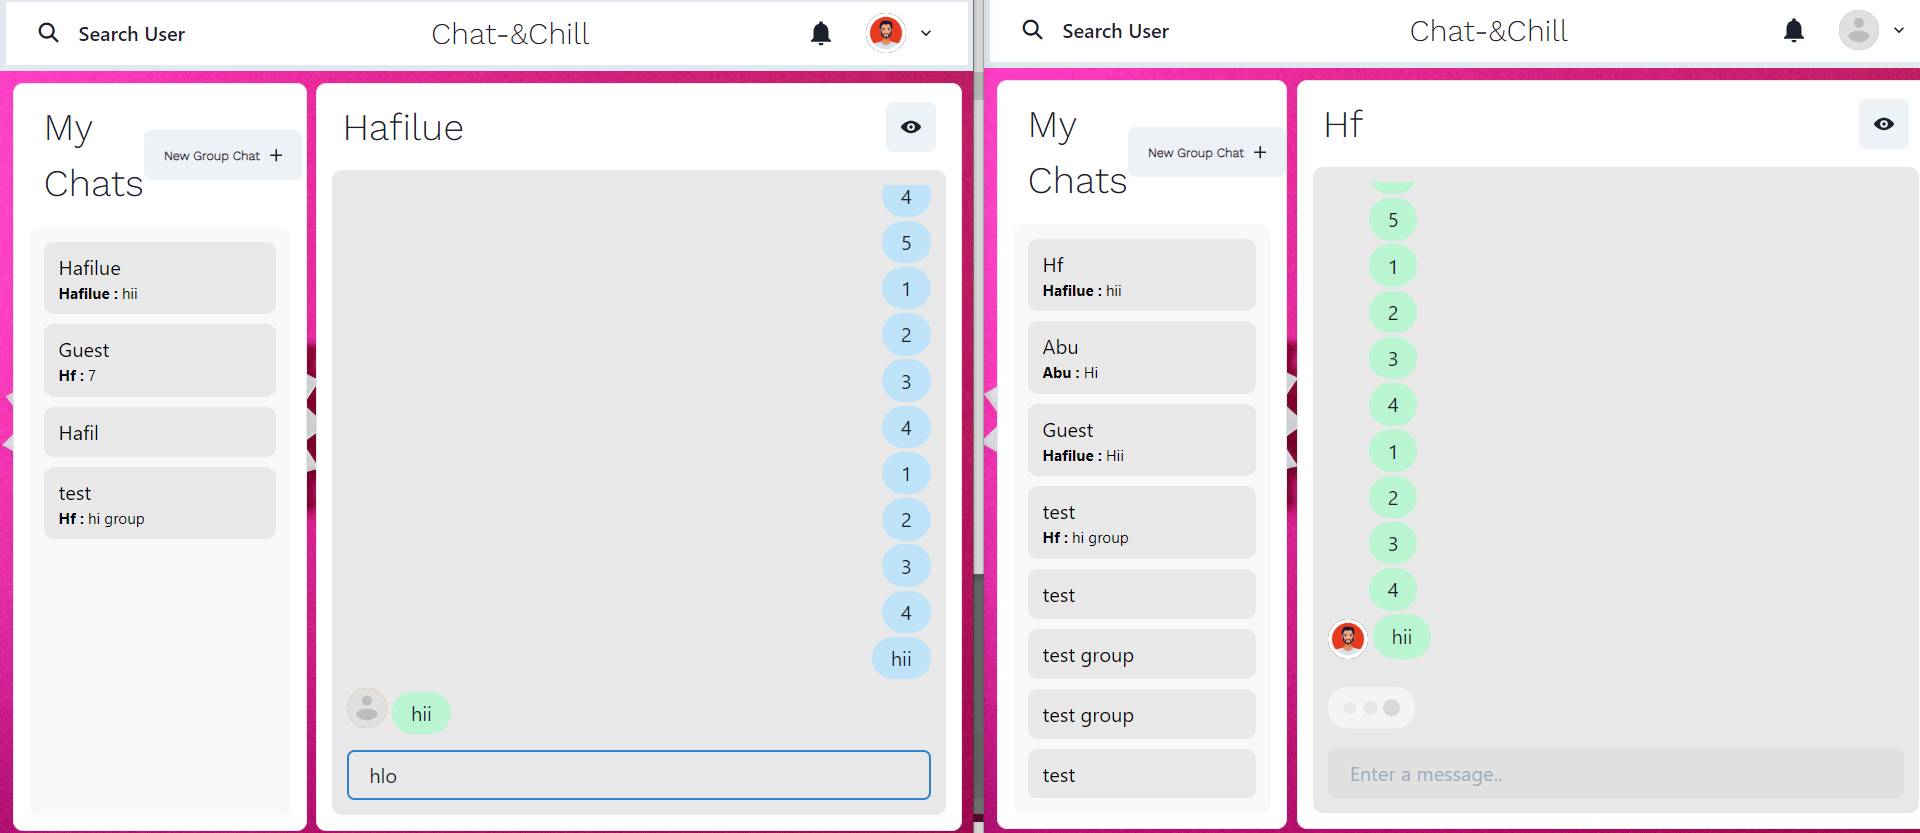 Search User
Chat-&Chill
My
Chats
New Group Chat +
Hafilue
Hafilue : hii
Guest
Hf : 7
Hafil
test
Hf : hi group
Hafilue
4
5
1
2
3
4
1
2
3
4
hii
hii
hlo
Search User
Chat-&Chill
My
Chats
New Group Chat +
Hf
Hafilue : hii
Abu
Abu : Hi
Guest
Hafilue : Hii
test
Hf : hi group
test
test group
test group
test
Hf
5
1
2
3
4
1
2
3
4
hii
Enter a message..